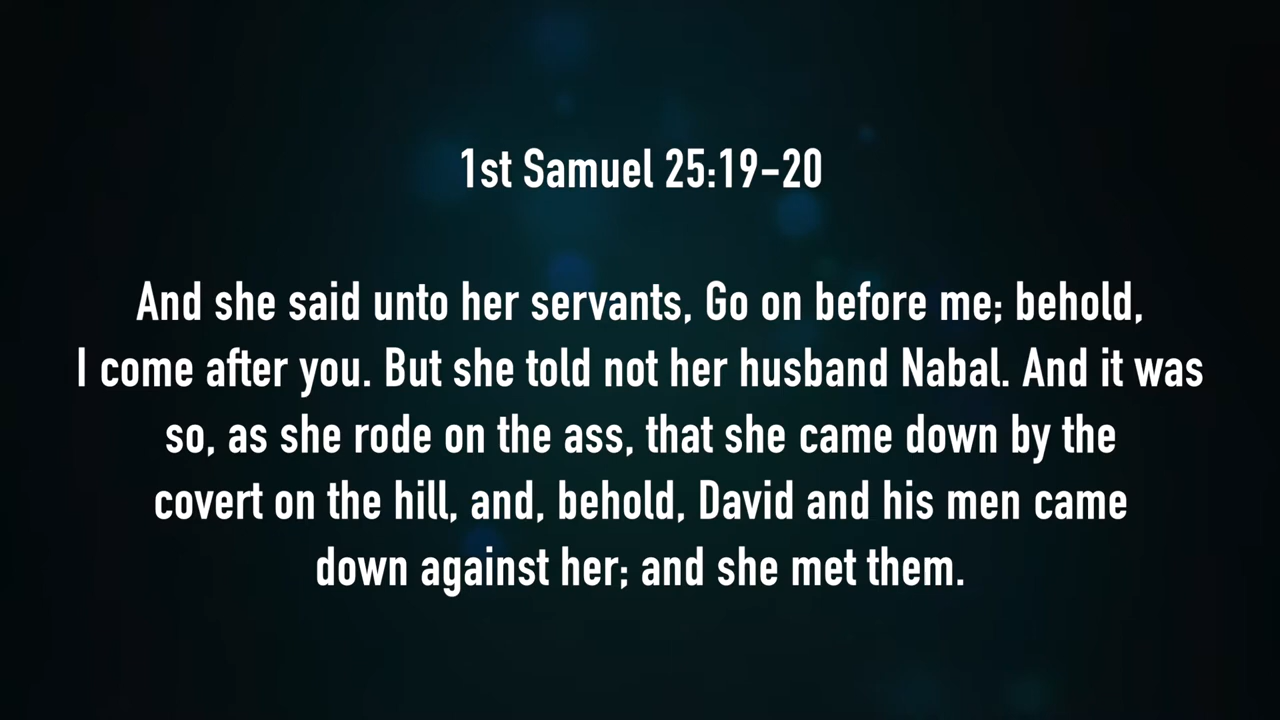 1st Samuel 25:19-20
And she said unto her servants, Go on before me; behold,
I come after you. But she told not her husband Nabal. And it was
so, as she rode on the ass, that she came down by the
covert on the hill, and, behold, David and his men came
down against her; and she met them.